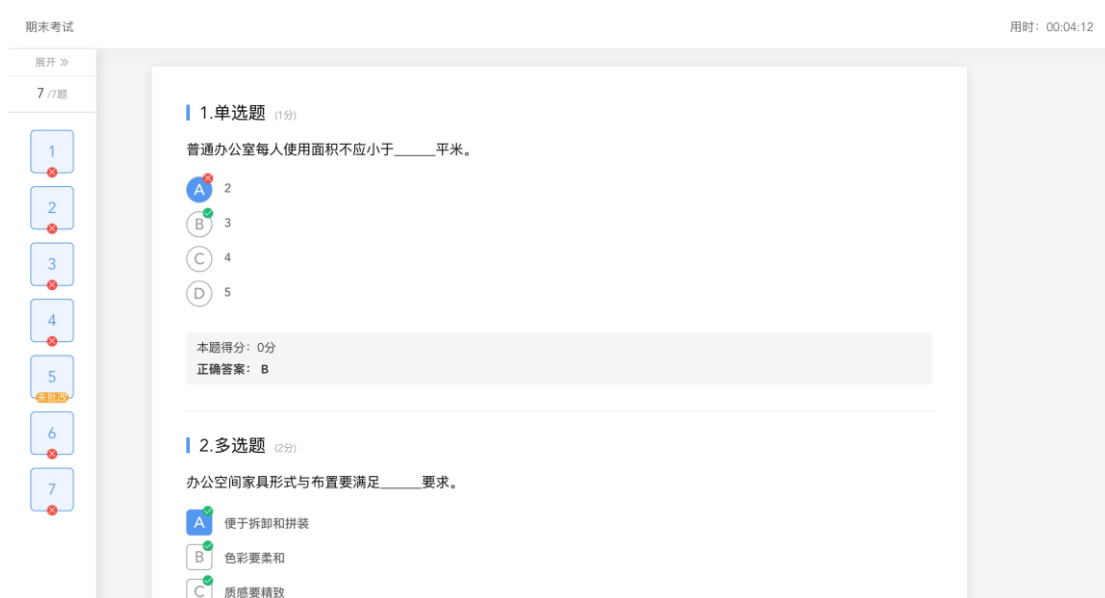 期末考试
用时：00:04:12
展开 »
7 /7题
1
2
3
4
5
未批改
6
7
1.单选题 (1分)
普通办公室每人使用面积不应小于______平米。
A 2
B 3
C 4
D 5
本题得分：0分
正确答案： B
2.多选题 (2分)
办公空间家具形式与布置要满足______要求。
A 便于拆卸和拼装
B 色彩要柔和
C 质感要精致